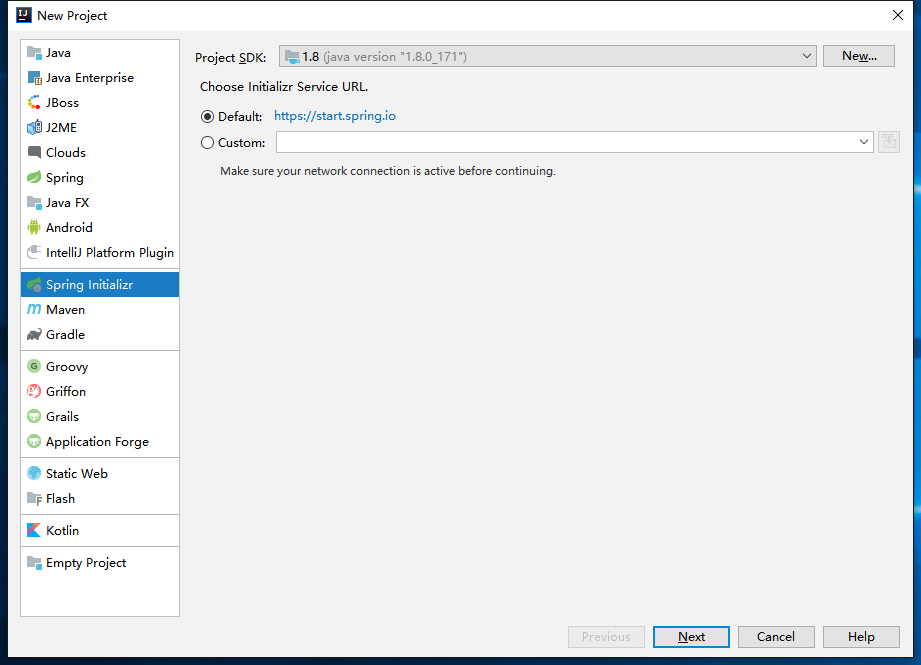 New Project
Java
Java Enterprise
JBoss
J2ME
Clouds
Spring
Java FX
Android
IntelliJ Platform Plugin
Spring Initializr
Maven
Gradle
Groovy
Griffon
Grails
Application Forge
Static Web
Flash
Kotlin
Empty Project
Project SDK: 1.8 (java version "1.8.0_171") New...
Choose Initializr Service URL.
Default: https://start.spring.io
Custom:
Make sure your network connection is active before continuing.
Previous Next Cancel Help